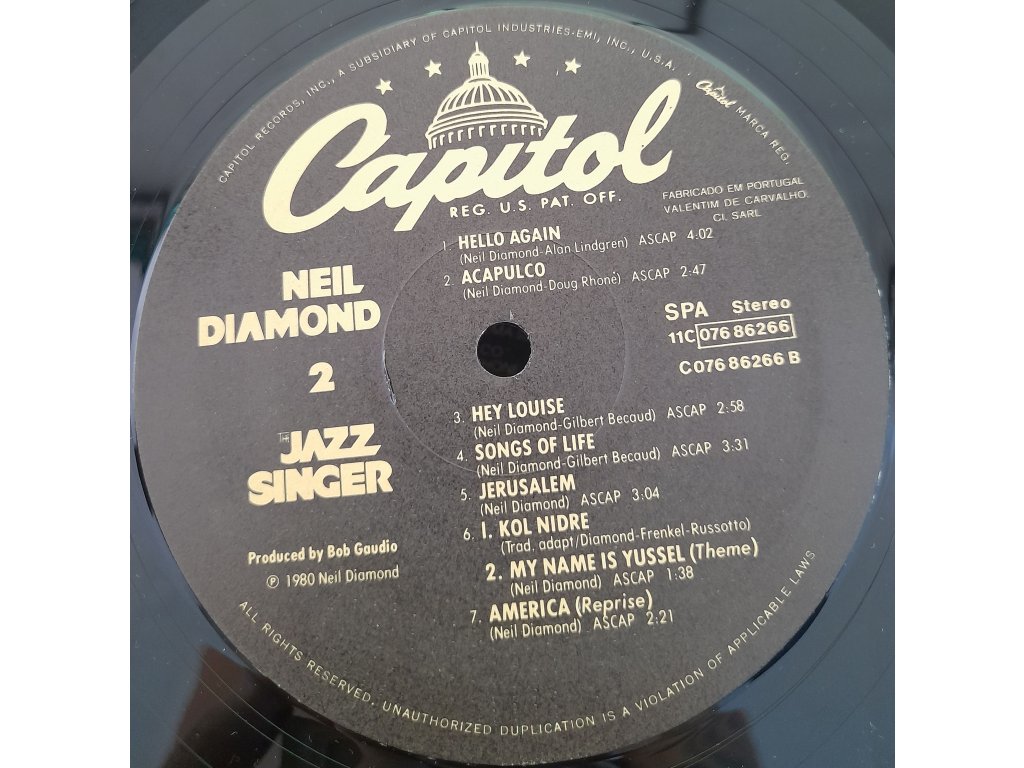 CAPITOL RECORDS, INC., A SUBSIDIARY OF CAPITOL INDUSTRIES-EMI, INC., U.S.A.
Capitol MARCA REG.
Capitol
REG. U.S. PAT. OFF.
FABRICADO EM PORTUGAL
VALENTIM DE CARVALHO.
CI. SARL
1. HELLO AGAIN
(Neil Diamond-Alan Lindgren) ASCAP 4:02
2. ACAPULCO
(Neil Diamond-Doug Rhone) ASCAP 2:47
NEIL
DIAMOND
2
THE JAZZ
SINGER
SPA Stereo
11C 076 86266
C 076 86266 B
3. HEY LOUISE
(Neil Diamond-Gilbert Becaud) ASCAP 2:58
4. SONGS OF LIFE
(Neil Diamond-Gilbert Becaud) ASCAP 3:31
5. JERUSALEM
(Neil Diamond) ASCAP 3:04
6. I. KOL NIDRE
(Trad. adapt/Diamond-Frenkel-Russotto)
2. MY NAME IS YUSSEL (Theme)
(Neil Diamond) ASCAP 1:38
7. AMERICA (Reprise)
(Neil Diamond) ASCAP 2:21
Produced by Bob Gaudio
℗ 1980 Neil Diamond
ALL RIGHTS RESERVED. UNAUTHORIZED DUPLICATION IS A VIOLATION OF APPLICABLE LAWS